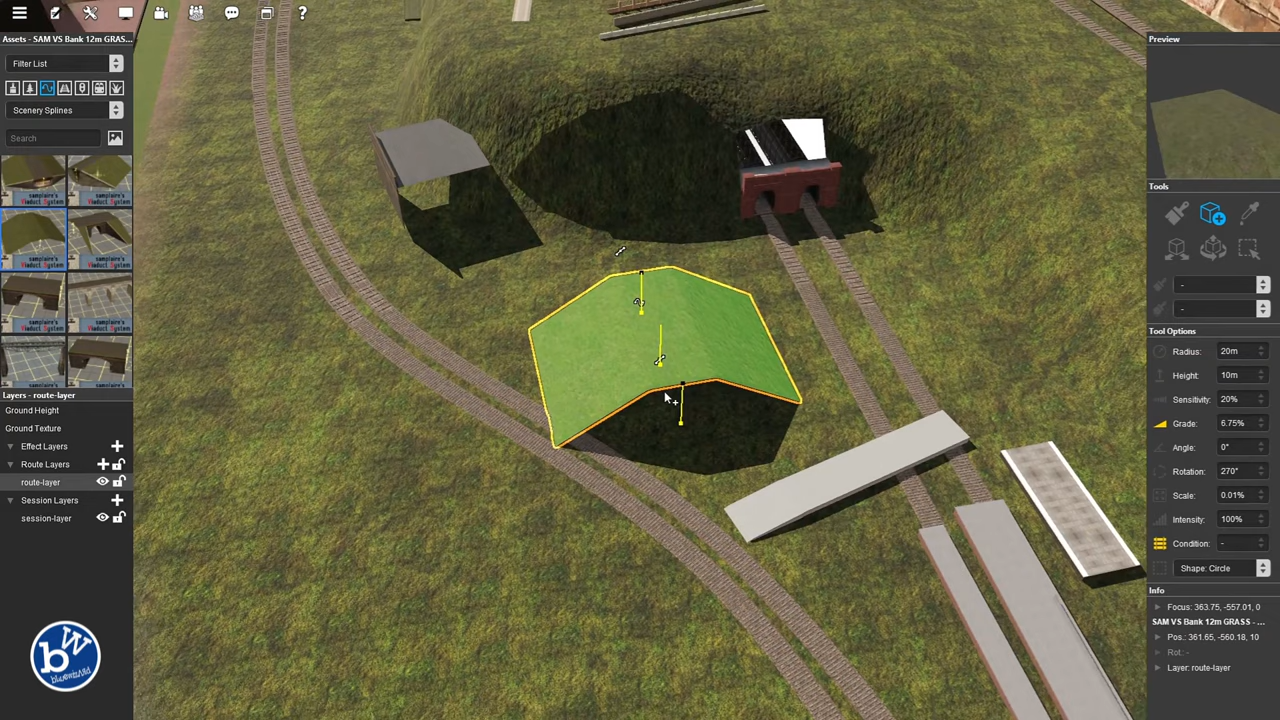 Assets - SAM VS Bank 12m GRAS...
Filter List
Scenery Splines
Search
Layers - route-layer
Ground Height
Ground Texture
Effect Layers
Route Layers
route-layer
Session Layers
session-layer
bw
bluewizard
Preview
Tools
-
-
Tool Options
Radius: 20m
Height: 10m
Sensitivity: 20%
Grade: 6.75%
Angle: 0°
Rotation: 270°
Scale: 0.01%
Intensity: 100%
Condition: -
Shape: Circle
Info
Focus: 363.75, -557.01, 0
SAM VS Bank 12m GRASS - ...
Pos.: 361.65, -560.18, 10
Rot.: -
Layer: route-layer